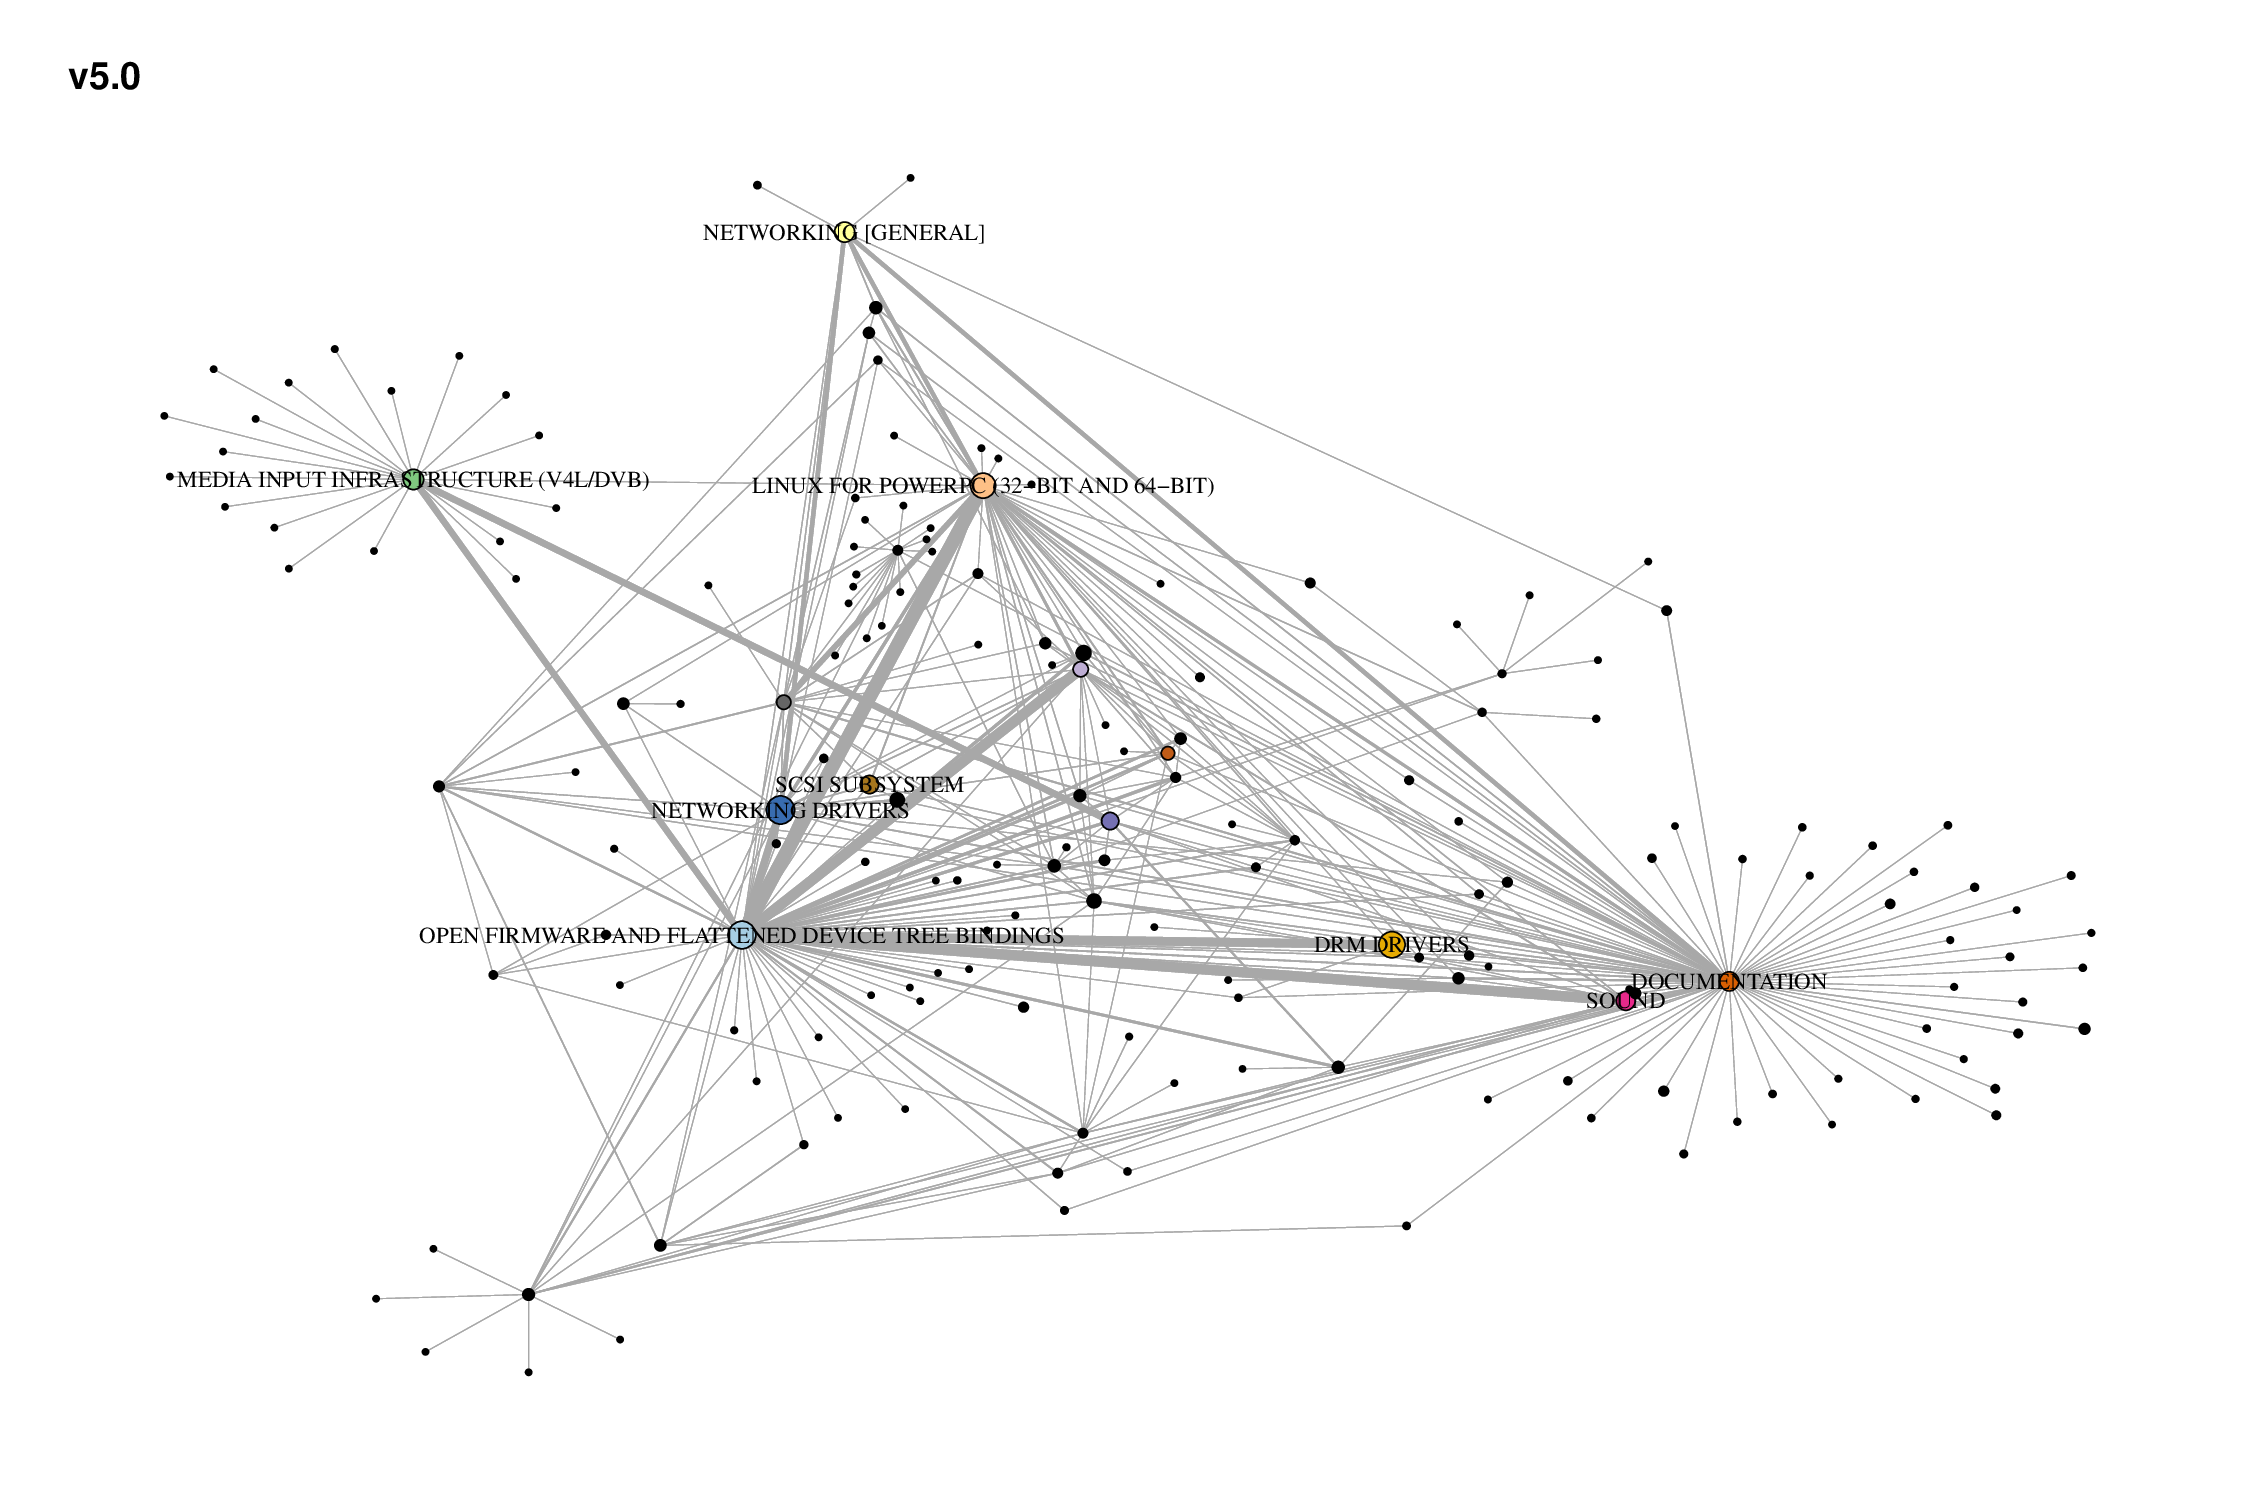 v5.0
NETWORKING [GENERAL]
MEDIA INPUT INFRASTRUCTURE (V4L/DVB)
LINUX FOR POWERPC (32−BIT AND 64−BIT)
SCSI SUBSYSTEM
NETWORKING DRIVERS
OPEN FIRMWARE AND FLATTENED DEVICE TREE BINDINGS
DRM DRIVERS
DOCUMENTATION
SOUND